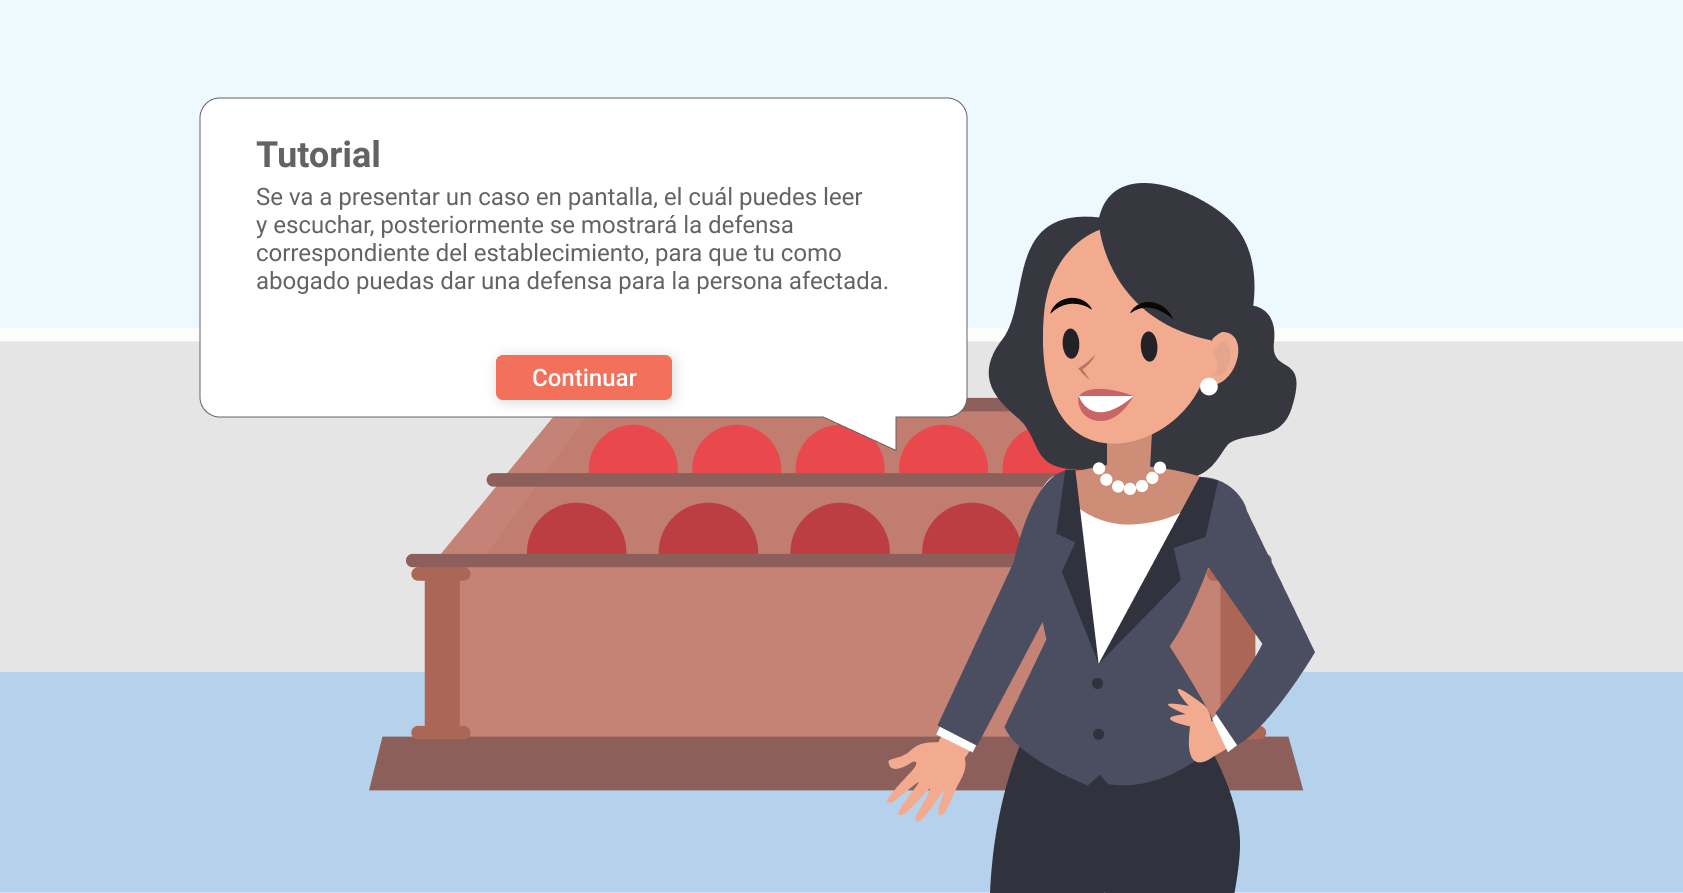 Tutorial
Se va a presentar un caso en pantalla, el cuál puedes leer
y escuchar, posteriormente se mostrará la defensa
correspondiente del establecimiento, para que tu como
abogado puedas dar una defensa para la persona afectada.
Continuar